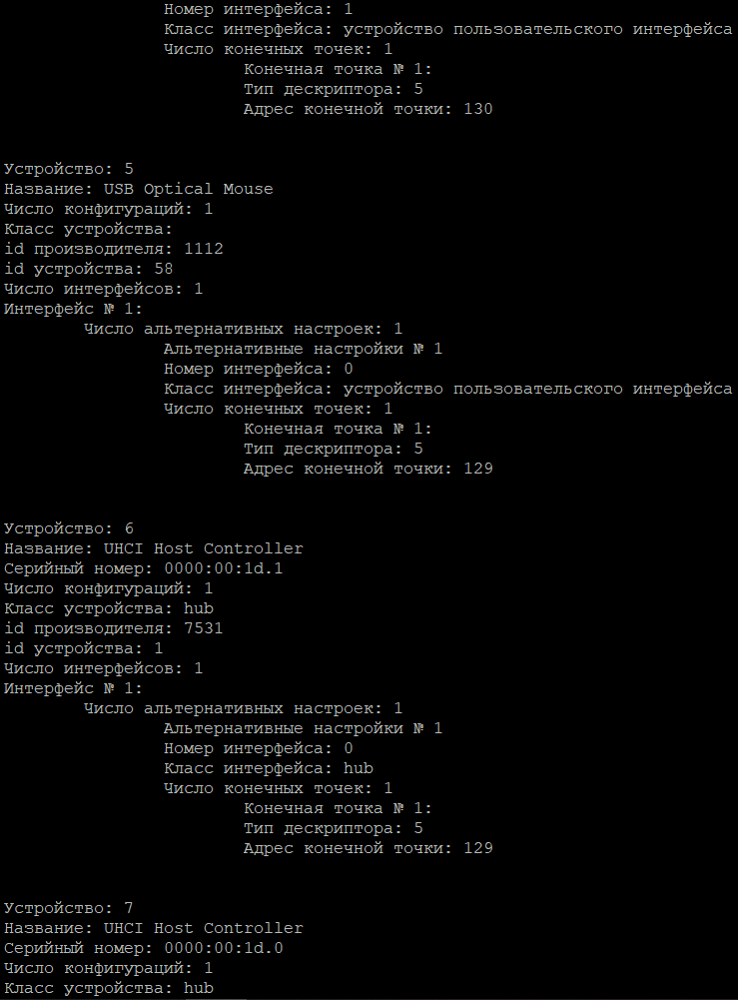 Номер интерфейса: 1
Класс интерфейса: устройство пользовательского интерфейса
Число конечных точек: 1
Конечная точка № 1:
Тип дескриптора: 5
Адрес конечной точки: 130
Устройство: 5
Название: USB Optical Mouse
Число конфигураций: 1
Класс устройства:
id производителя: 1112
id устройства: 58
Число интерфейсов: 1
Интерфейс № 1:
Число альтернативных настроек: 1
Альтернативные настройки № 1
Номер интерфейса: 0
Класс интерфейса: устройство пользовательского интерфейса
Число конечных точек: 1
Конечная точка № 1:
Тип дескриптора: 5
Адрес конечной точки: 129
Устройство: 6
Название: UHCI Host Controller
Серийный номер: 0000:00:1d.1
Число конфигураций: 1
Класс устройства: hub
id производителя: 7531
id устройства: 1
Число интерфейсов: 1
Интерфейс № 1:
Число альтернативных настроек: 1
Альтернативные настройки № 1
Номер интерфейса: 0
Класс интерфейса: hub
Число конечных точек: 1
Конечная точка № 1:
Тип дескриптора: 5
Адрес конечной точки: 129
Устройство: 7
Название: UHCI Host Controller
Серийный номер: 0000:00:1d.0
Число конфигураций: 1
Класс устройства: hub